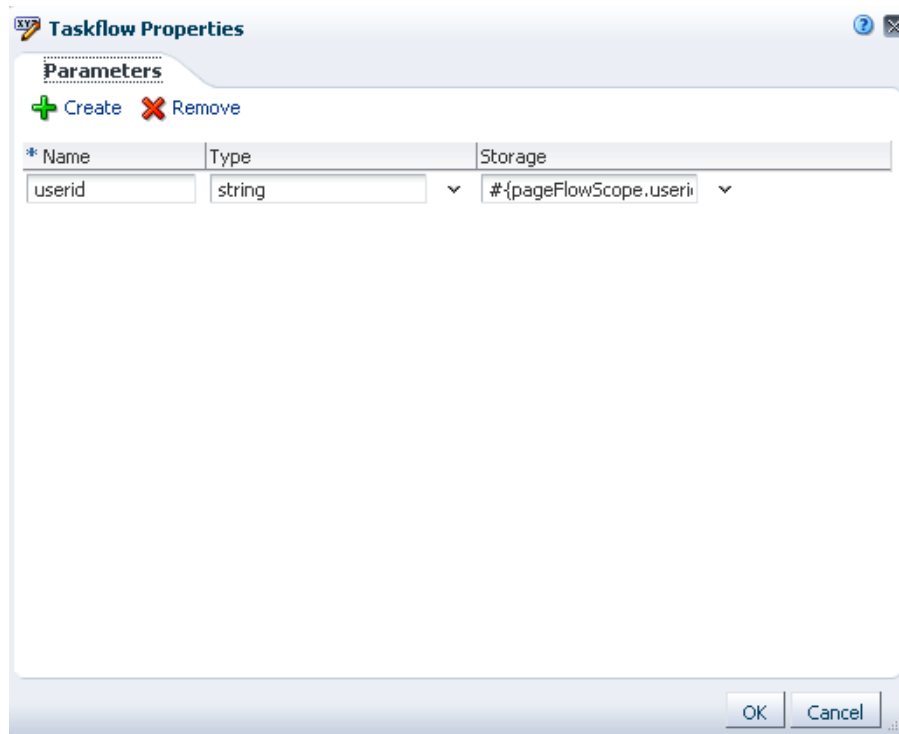 Taskflow Properties
Parameters
Create Remove
* Name Type Storage
userid string #{pageFlowScope.useri
OK Cancel